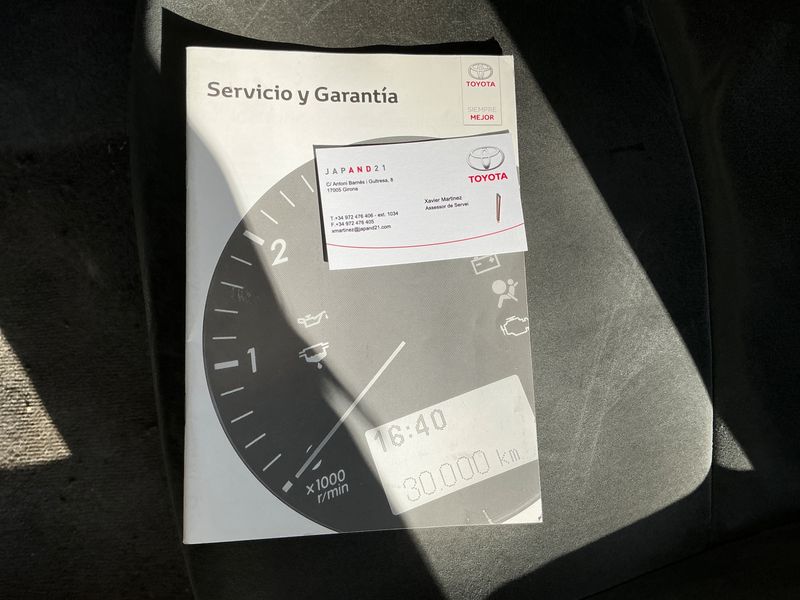 Servicio y Garantía
TOYOTA
SIEMPRE
MEJOR
JAPAND21
C/ Antoni Barnés i Gultresa, 8
17005 Girona
T.+34 972 476 406 - ext. 1034
F.+34 972 476 405
xmartinez@japand21.com
TOYOTA
Xavier Martínez
Assessor de Servei
2
1
x1000
r/min
16:40
30.000 km